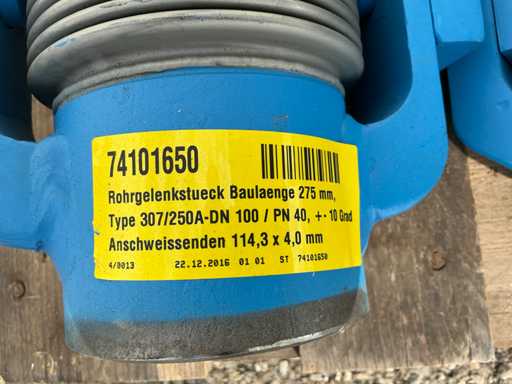 74101650
Rohrgelenkstueck Baulaenge 275 mm,
Type 307/250A-DN 100 / PN 40, +-10 Grad
Anschweissenden 114,3 x 4,0 mm
4/0013 22.12.2016 01 01 ST 74101650